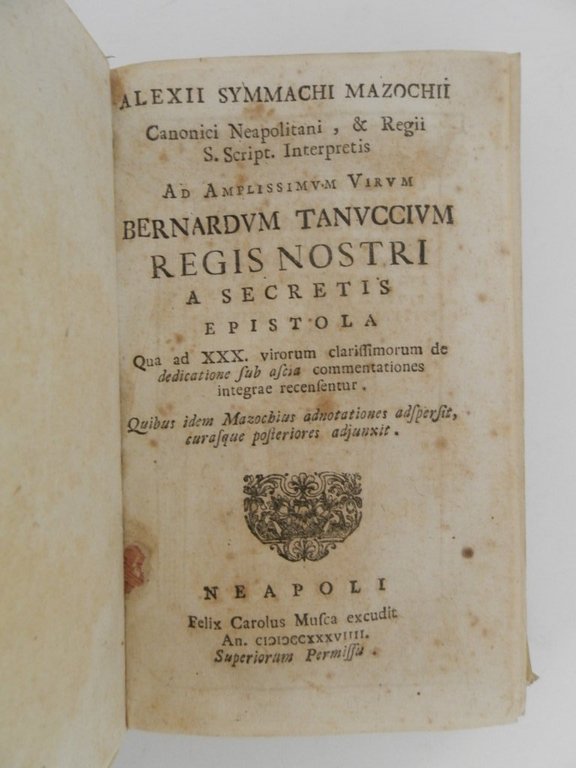 ALEXII SYMMACHI MAZOCHII
Canonici Neapolitani, & Regii
S. Script. Interpretis
AD AMPLISSIMVM VIRVM
BERNARDVM TANVCCIVM
REGIS NOSTRI
A SECRETIS
EPISTOLA
Qua ad XXX. virorum clariſſimorum de
dedicatione ſub aſcia commentationes
integrae recenſentur.
Quibus idem Mazochius adnotationes adſperſit,
curaſque poſteriores adjunxit.
NEAPOLI
Felix Carolus Muſca excudit
An. CIↃIↃCCXXXVIIII.
Superiorum Permiſſu.